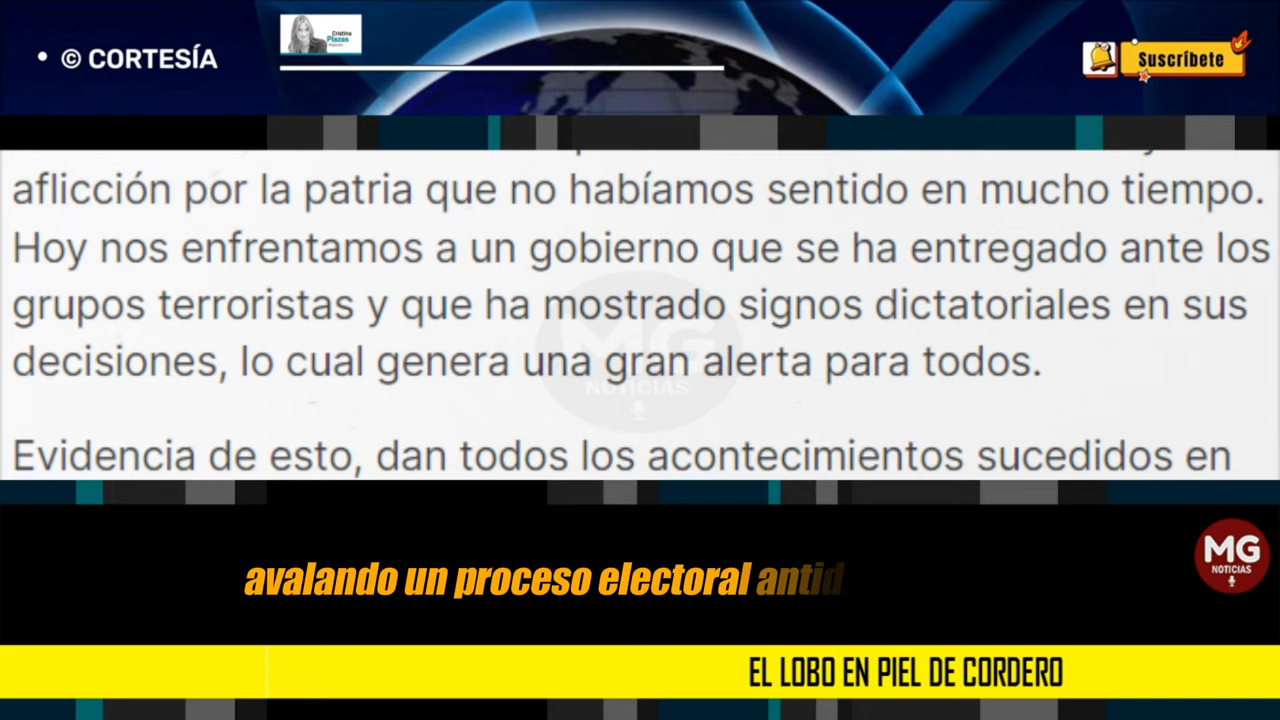 • © CORTESÍA
Cristina
Plazas
Suscríbete
aflicción por la patria que no habíamos sentido en mucho tiempo.
Hoy nos enfrentamos a un gobierno que se ha entregado ante los
grupos terroristas y que ha mostrado signos dictatoriales en sus
decisiones, lo cual genera una gran alerta para todos.
MG
NOTICIAS
Evidencia de esto, dan todos los acontecimientos sucedidos en
MG
NOTICIAS
avalando un proceso electoral antid
EL LOBO EN PIEL DE CORDERO